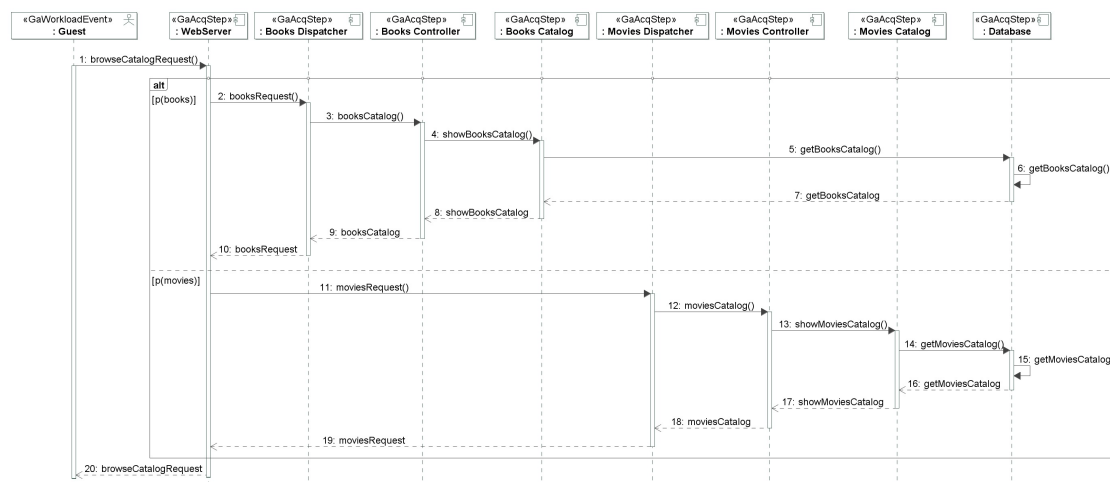 «GaWorkloadEvent»
: Guest
«GaAcqStep»
: WebServer
«GaAcqStep»
: Books Dispatcher
«GaAcqStep»
: Books Controller
«GaAcqStep»
: Books Catalog
«GaAcqStep»
: Movies Dispatcher
«GaAcqStep»
: Movies Controller
«GaAcqStep»
: Movies Catalog
«GaAcqStep»
: Database
1: browseCatalogRequest()
alt
[p(books)]
2: booksRequest()
3: booksCatalog()
4: showBooksCatalog()
5: getBooksCatalog()
6: getBooksCatalog()
7: getBooksCatalog
8: showBooksCatalog
9: booksCatalog
10: booksRequest
[p(movies)]
11: moviesRequest()
12: moviesCatalog()
13: showMoviesCatalog()
14: getMoviesCatalog()
15: getMoviesCatalog
16: getMoviesCatalog
17: showMoviesCatalog
18: moviesCatalog
19: moviesRequest
20: browseCatalogRequest